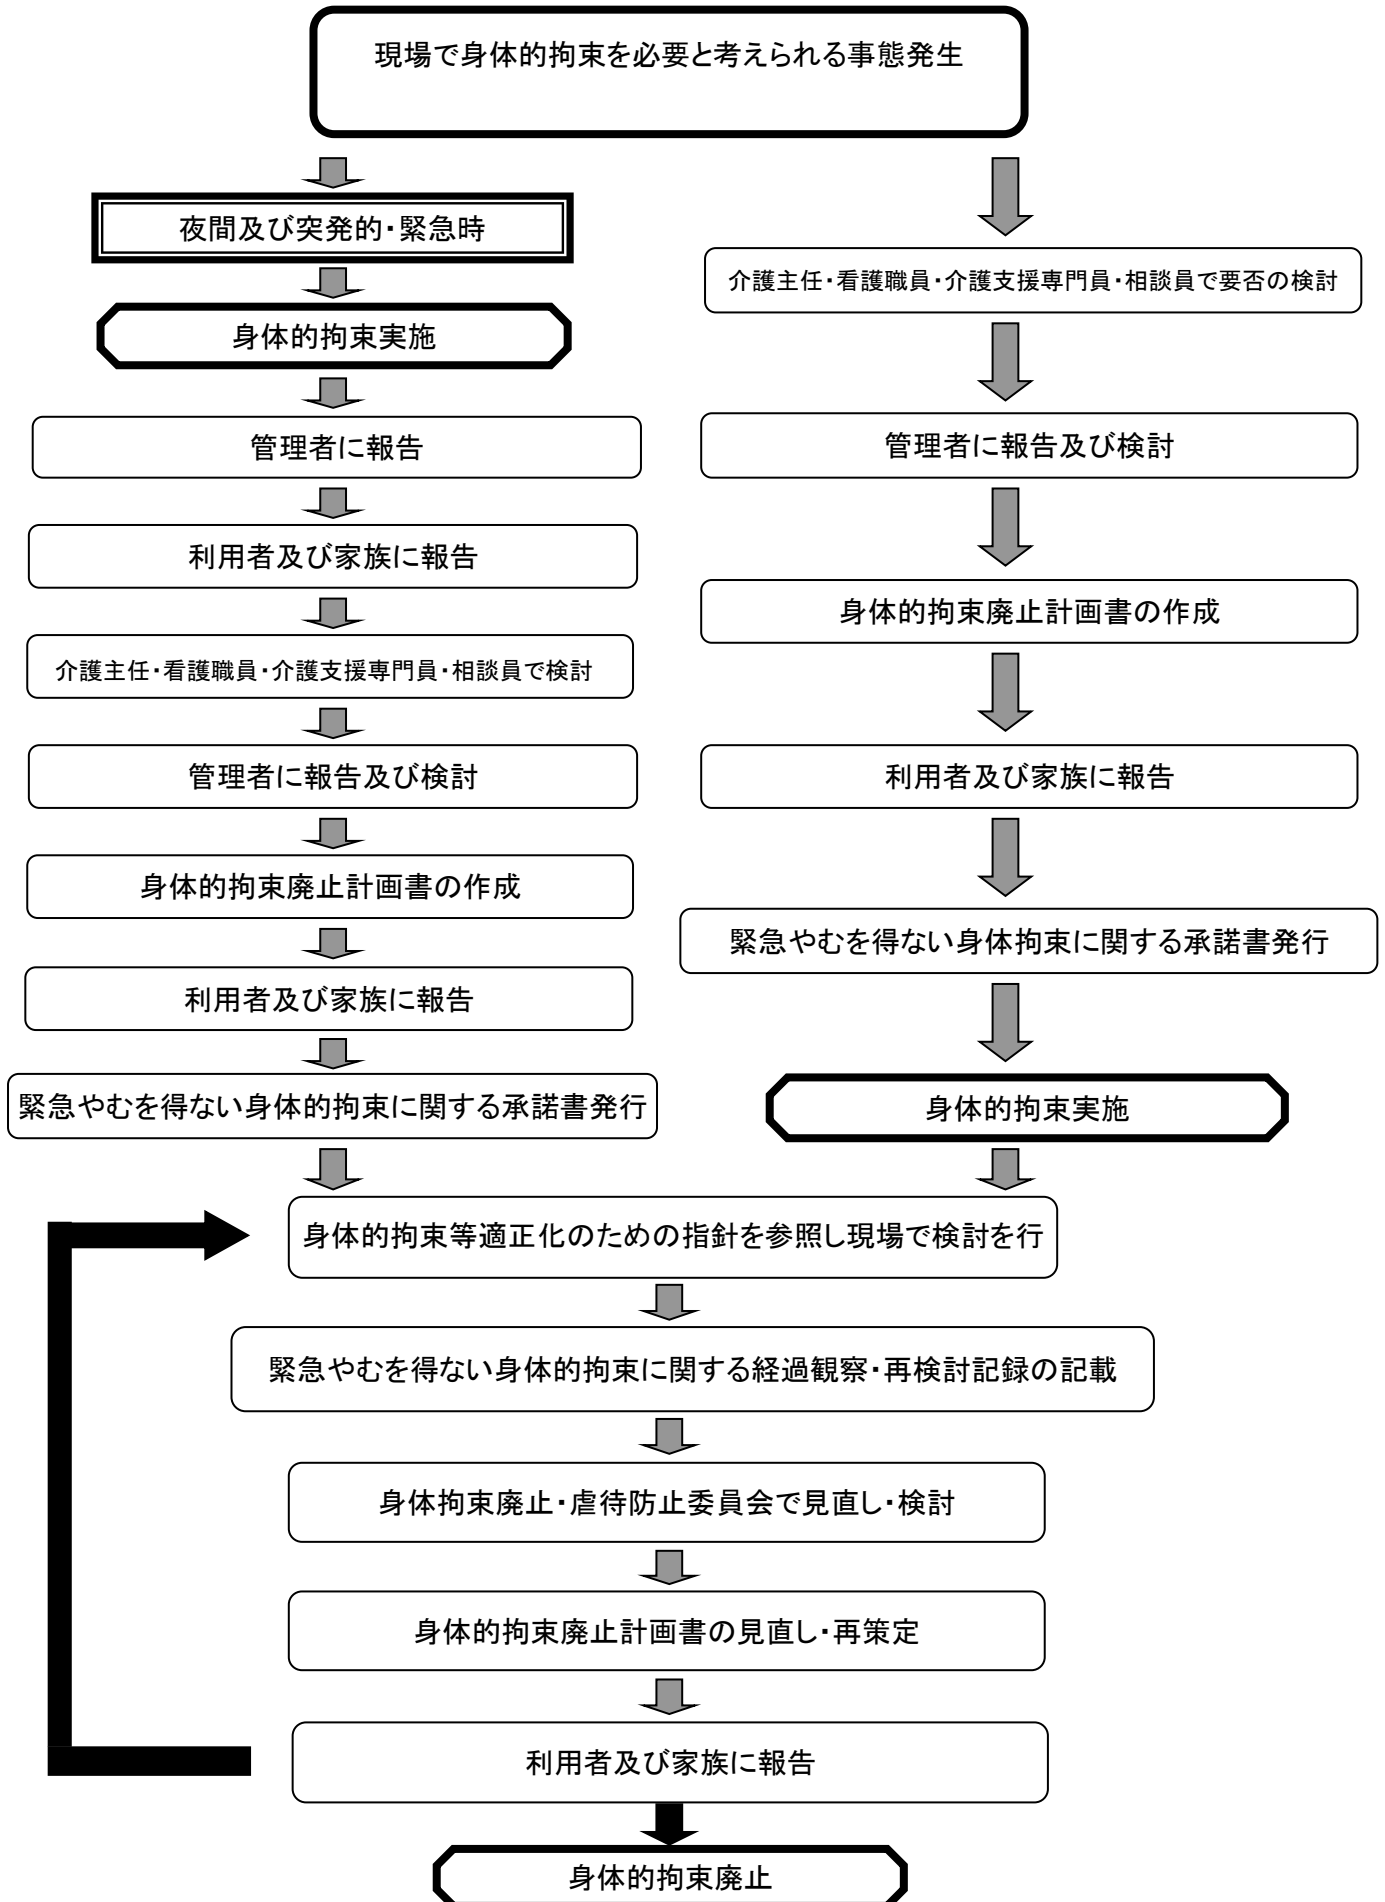 現場で身体的拘束を必要と考えられる事態発生
夜間及び突発的・緊急時
身体的拘束実施
管理者に報告
利用者及び家族に報告
介護主任・看護職員・介護支援専門員・相談員で検討
管理者に報告及び検討
身体的拘束廃止計画書の作成
利用者及び家族に報告
緊急やむを得ない身体的拘束に関する承諾書発行
介護主任・看護職員・介護支援専門員・相談員で要否の検討
管理者に報告及び検討
身体的拘束廃止計画書の作成
利用者及び家族に報告
緊急やむを得ない身体拘束に関する承諾書発行
身体的拘束実施
身体的拘束等適正化のための指針を参照し現場で検討を行
緊急やむを得ない身体的拘束に関する経過観察・再検討記録の記載
身体拘束廃止・虐待防止委員会で見直し・検討
身体的拘束廃止計画書の見直し・再策定
利用者及び家族に報告
身体的拘束廃止